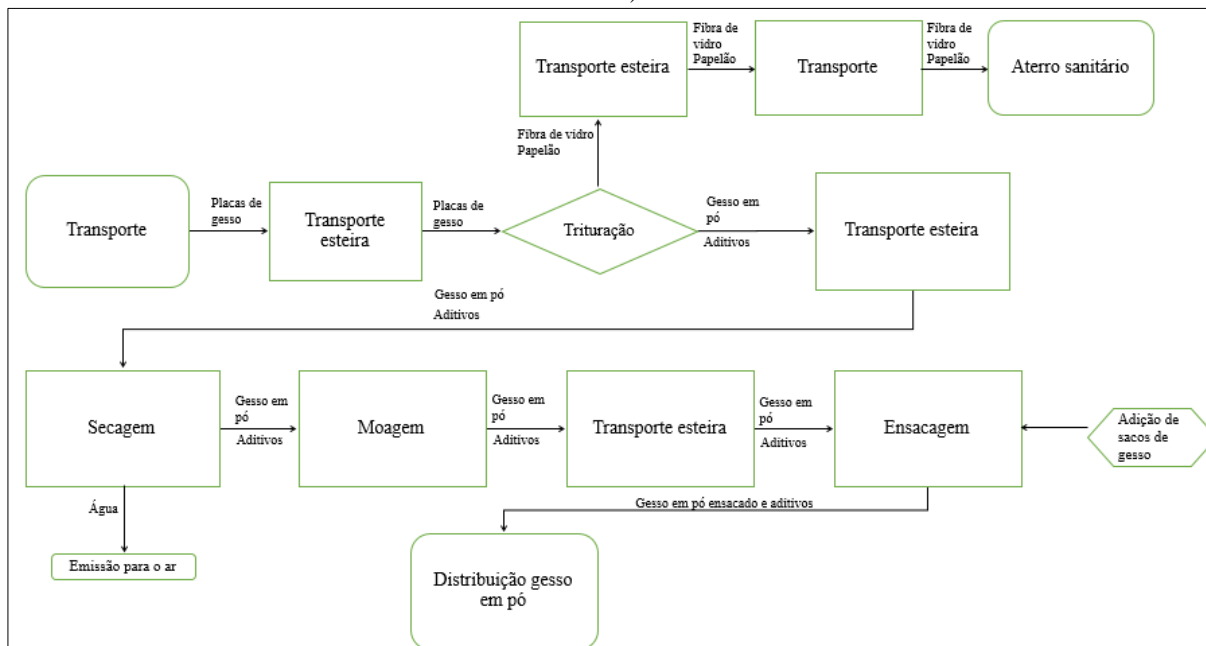 Fibra de
vidro
Papelão
Fibra de
vidro
Papelão
Transporte esteira
Transporte
Aterro sanitário
Fibra de vidro
Papelão
Transporte
Placas de
gesso
Transporte
esteira
Placas de
gesso
Trituração
Gesso em
pó
Aditivos
Transporte esteira
Gesso em pó
Aditivos
Secagem
Gesso em
pó
Aditivos
Moagem
Gesso em
pó
Aditivos
Transporte esteira
Gesso em
pó
Aditivos
Ensacagem
Adição de
sacos de
gesso
Água
Gesso em pó ensacado e aditivos
Emissão para o ar
Distribuição gesso
em pó